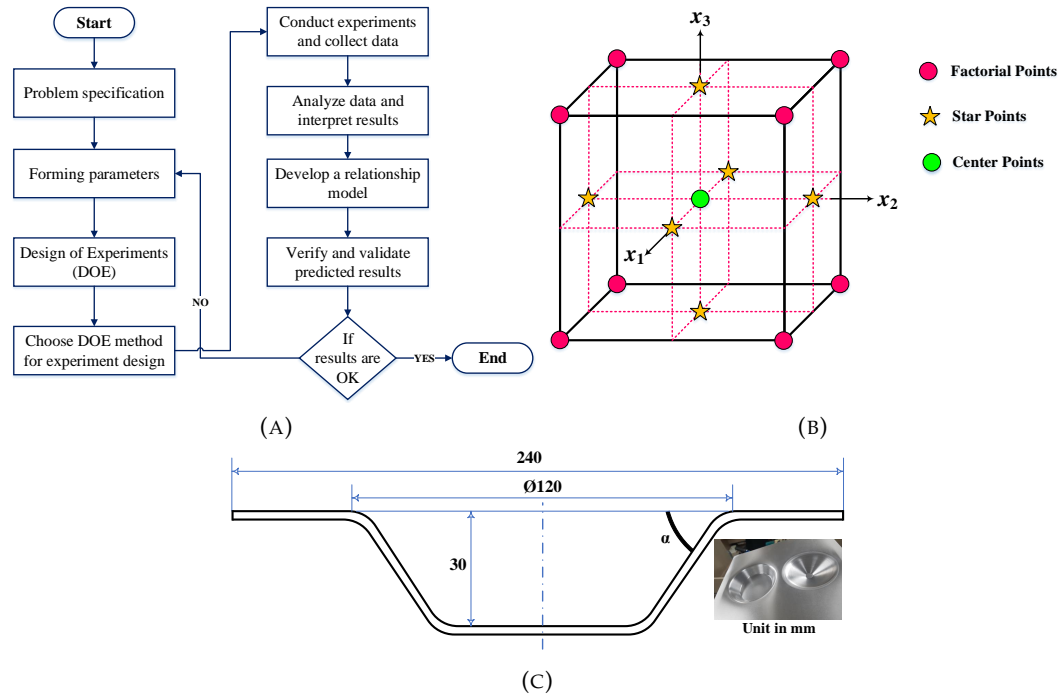 Start
Problem specification
Forming parameters
Design of Experiments
(DOE)
Choose DOE method
for experiment design
NO
Conduct experiments
and collect data
Analyze data and
interpret results
Develop a relationship
model
Verify and validate
predicted results
If
results are
OK
YES
End
(A)
x3
x2
x1
Factorial Points
Star Points
Center Points
(B)
240
Ø120
30
α
Unit in mm
(C)